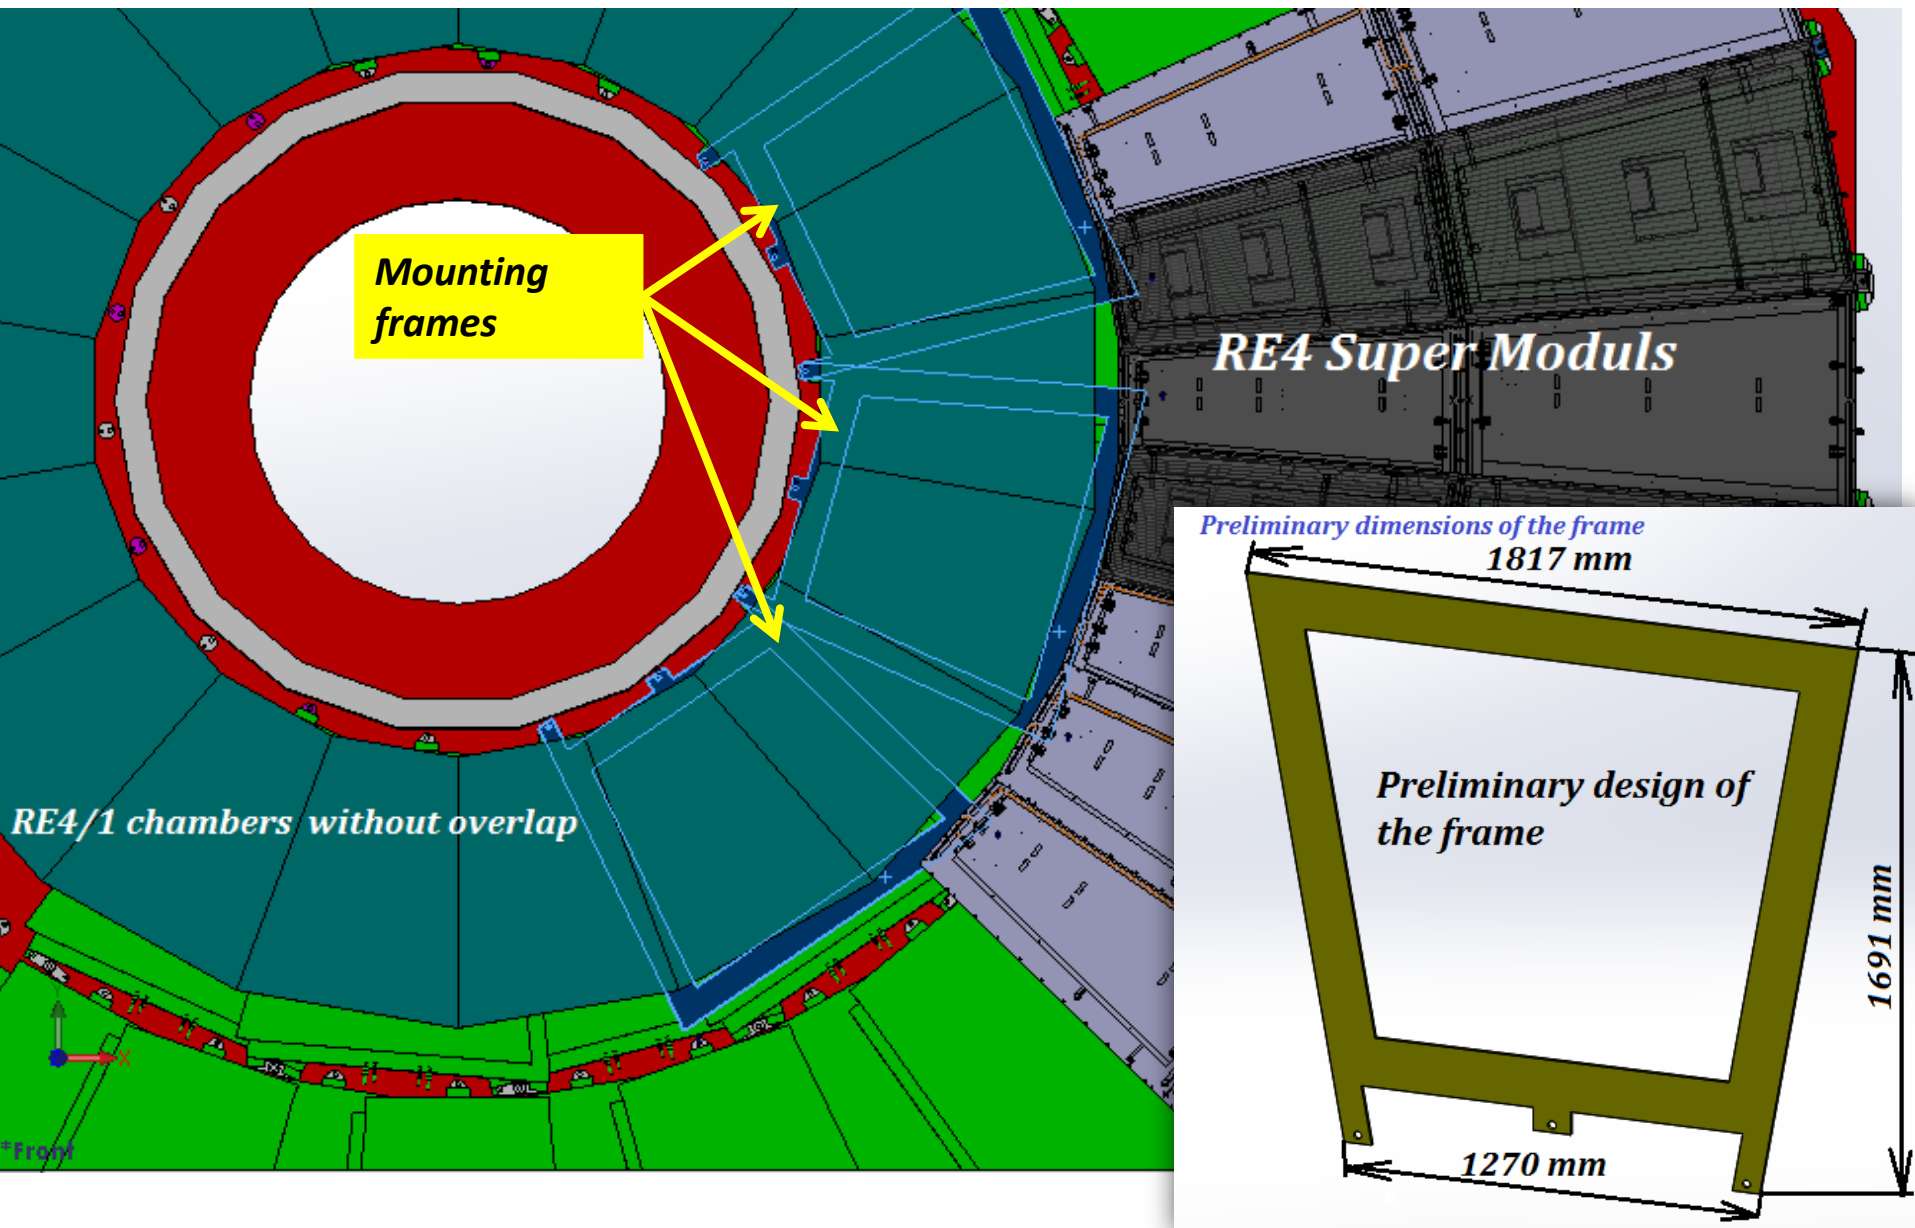 Mounting
frames
RE4 Super Moduls
RE4/1 chambers without overlap
Preliminary dimensions of the frame
1817 mm
Preliminary design of
the frame
1691 mm
1270 mm
X
*Front